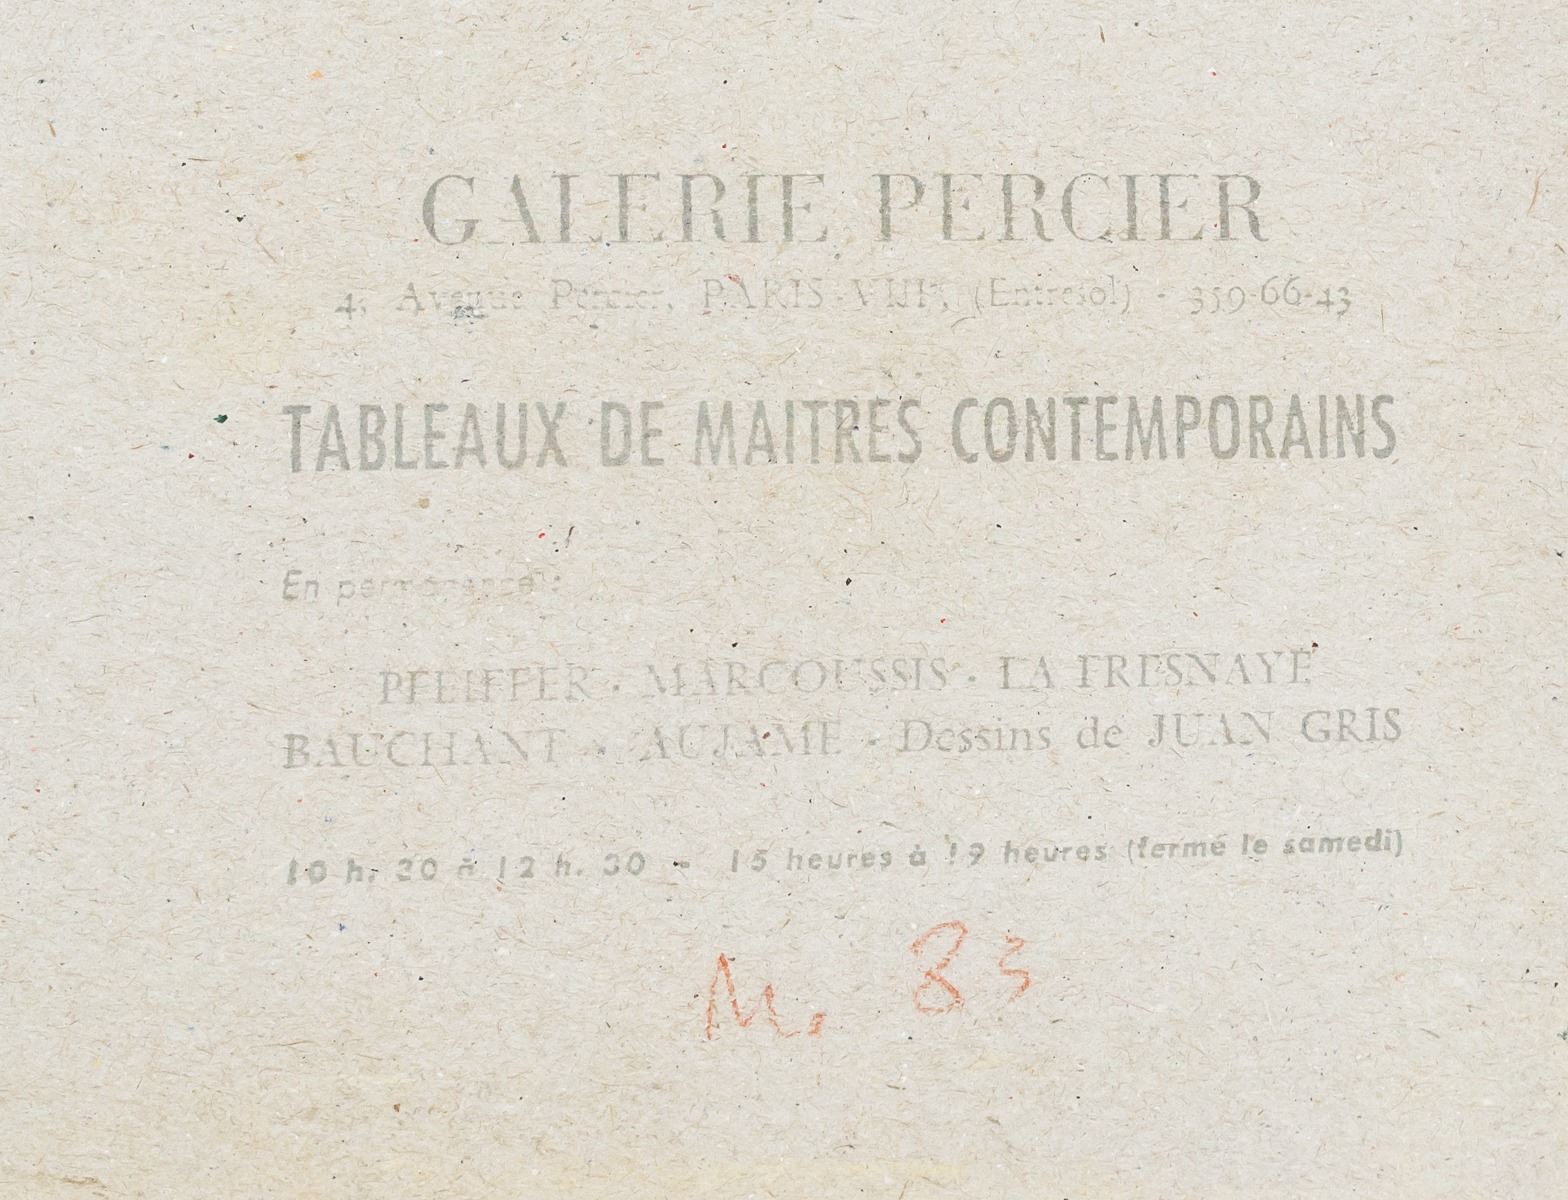 GALERIE PERCIER
4, Avenue Percier, PARIS-VIIIe, (Entresol) - 359-66-43
TABLEAUX DE MAITRES CONTEMPORAINS
En permanence :
PFEIFFER · MARCOUSSIS · LA FRESNAYE
BAUCHANT · AUJAME · Dessins de JUAN GRIS
10 h. 30 à 12 h. 30 - 15 heures à 19 heures (fermé le samedi)
M. 83